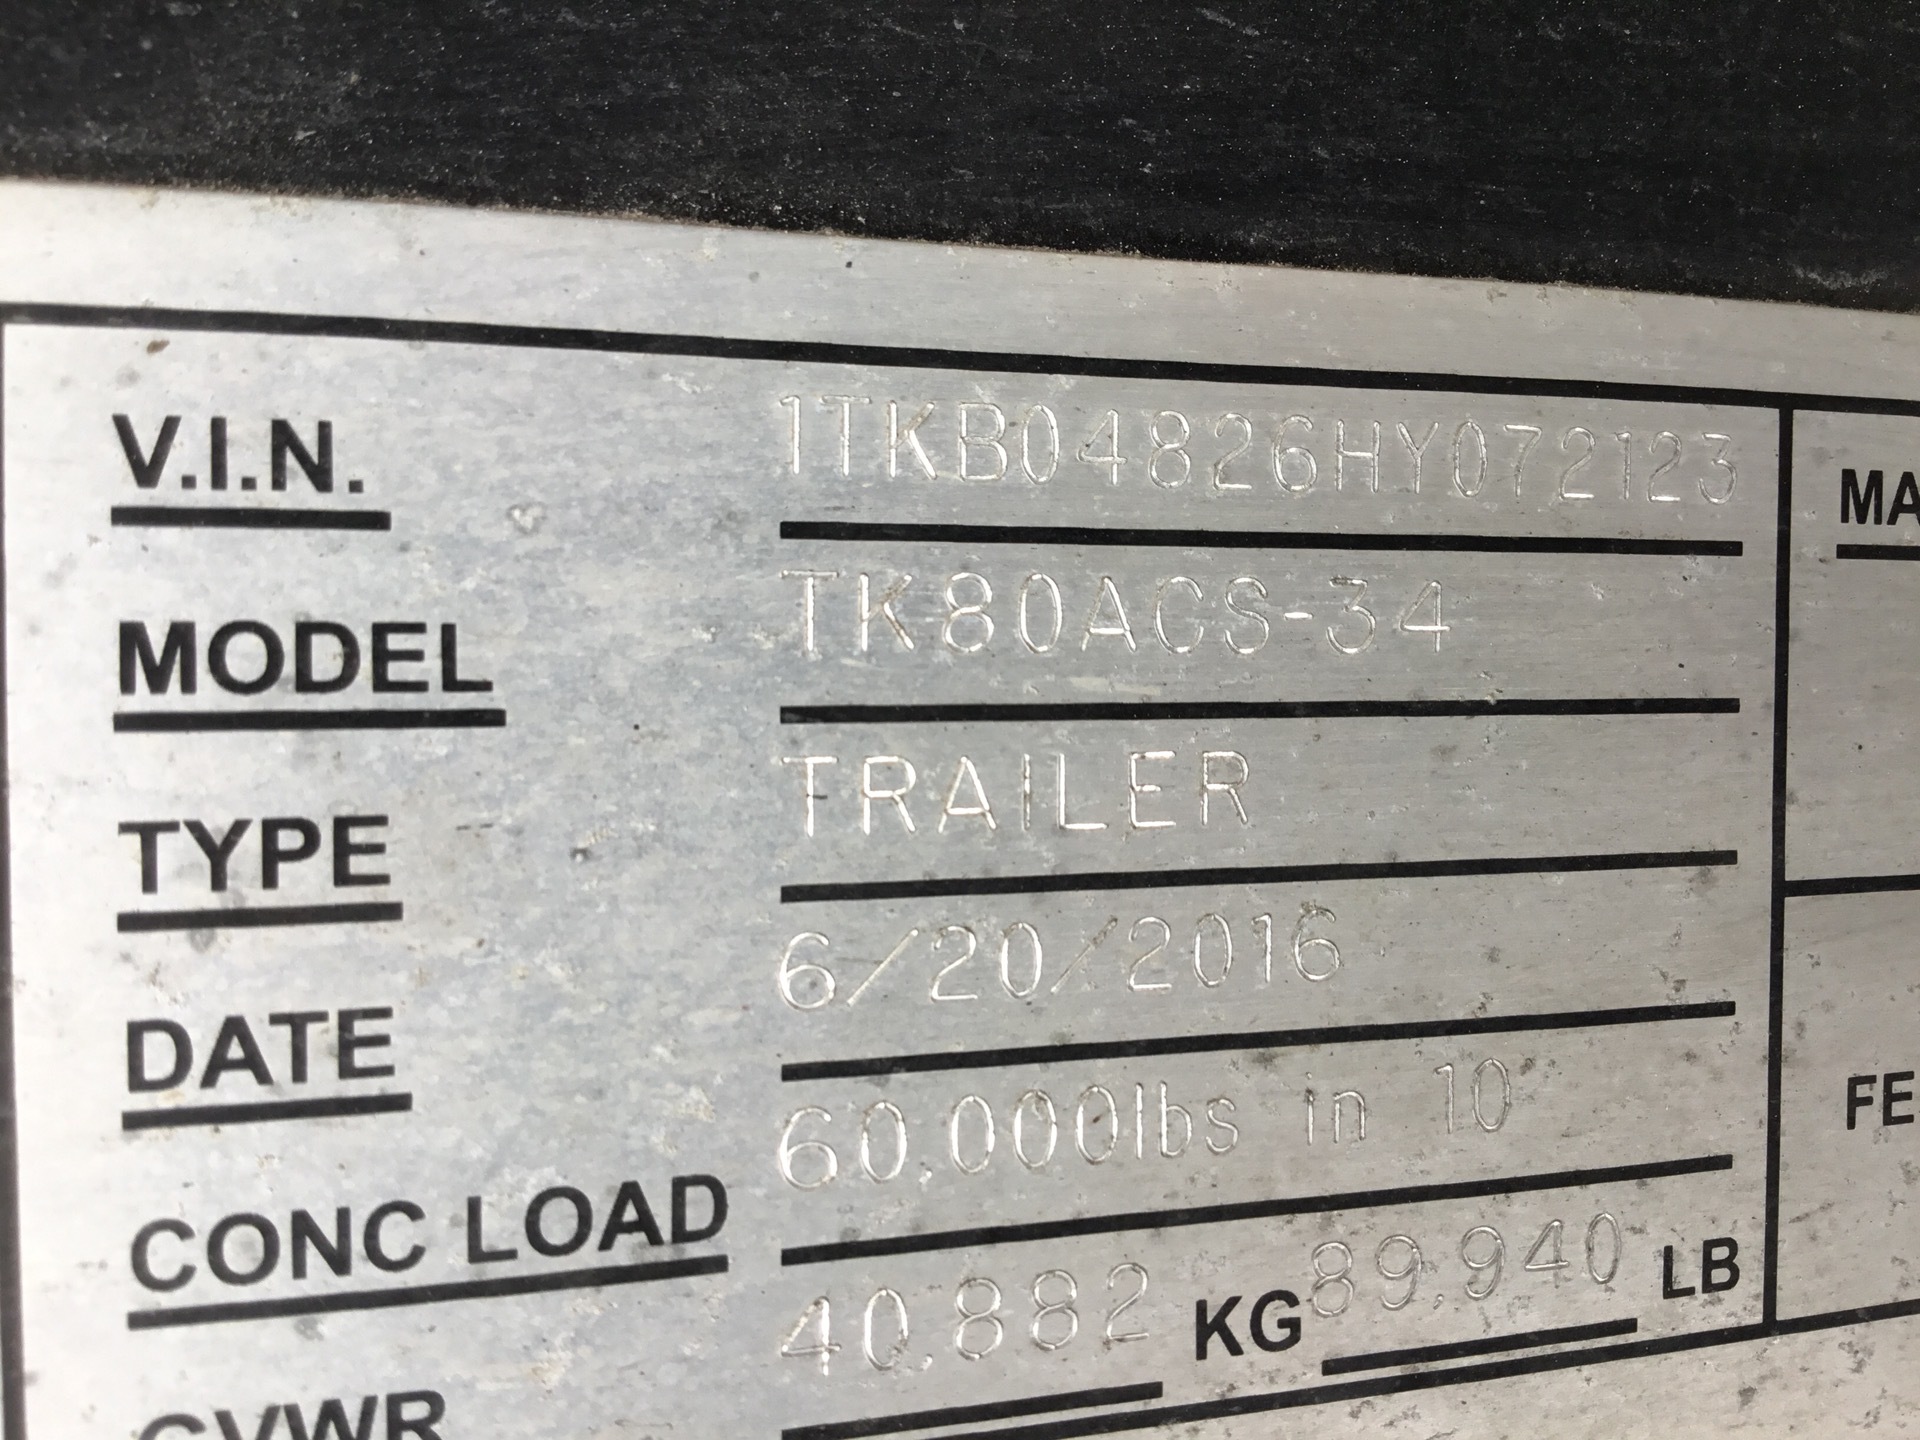 V.I.N. 1TKB04826HY072123
MODEL TK80ACS-34
TYPE TRAILER
DATE 6/20/2016
CONC LOAD 60,000lbs in 10
GVWR 40,882 KG 89,940 LB
MA
FE